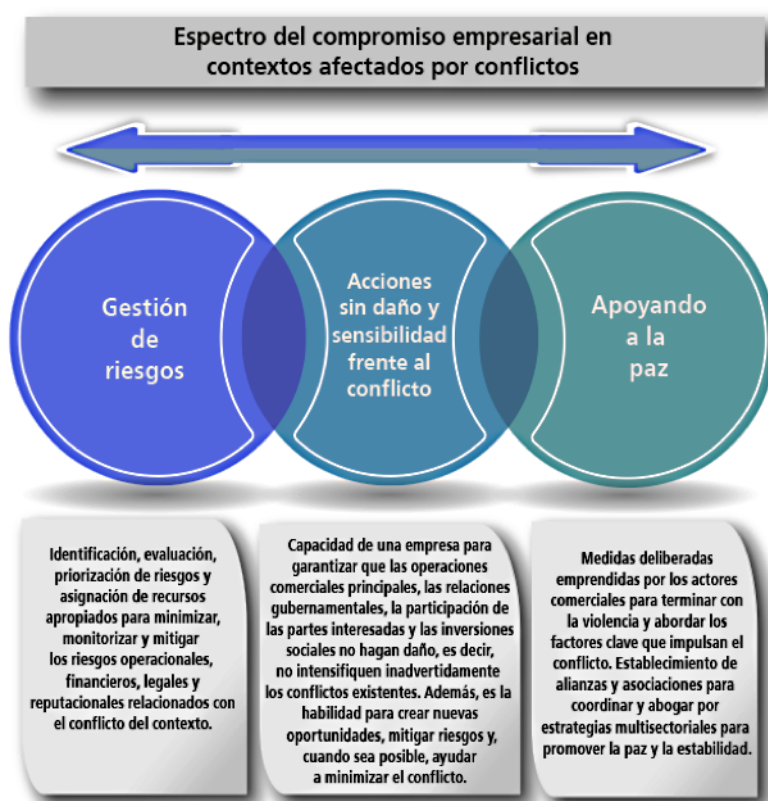 Espectro del compromiso empresarial en
contextos afectados por conflictos
Gestión
de
riesgos
Acciones
sin daño y
sensibilidad
frente al
conflicto
Apoyando
a la
paz
Identificación, evaluación,
priorización de riesgos y
asignación de recursos
apropiados para minimizar,
monitorizar y mitigar
los riesgos operacionales,
financieros, legales y
reputacionales relacionados con
el conflicto del contexto.
Capacidad de una empresa para
garantizar que las operaciones
comerciales principales, las relaciones
gubernamentales, la participación de
las partes interesadas y las inversiones
sociales no hagan daño, es decir,
no intensifiquen inadvertidamente
los conflictos existentes. Además, es la
habilidad para crear nuevas
oportunidades, mitigar riesgos y,
cuando sea posible, ayudar
a minimizar el conflicto.
Medidas deliberadas
emprendidas por los actores
comerciales para terminar con
la violencia y abordar los
factores clave que impulsan el
conflicto. Establecimiento de
alianzas y asociaciones para
coordinar y abogar por
estrategias multisectoriales para
promover la paz y la estabilidad.